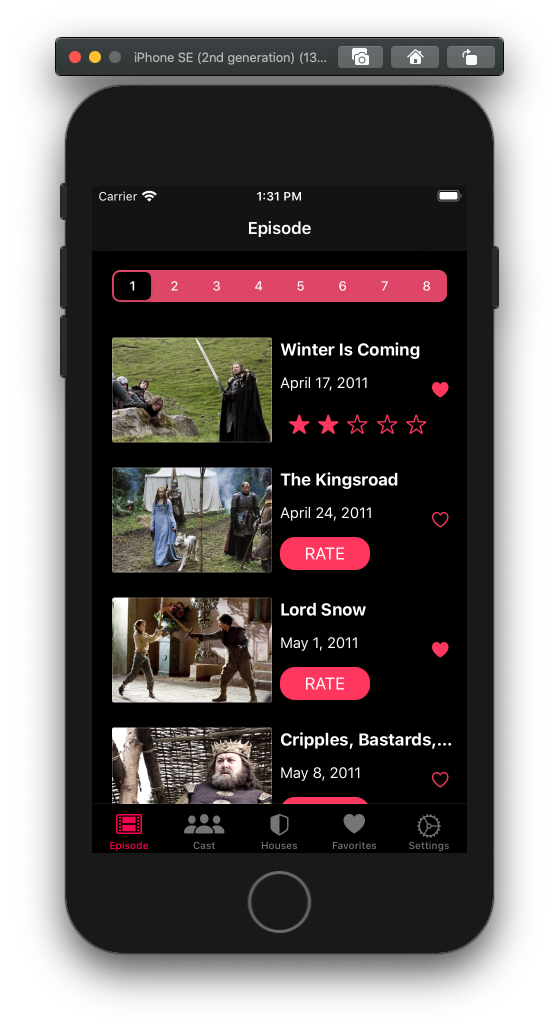 iPhone SE (2nd generation) (13...
Carrier 1:31 PM
Episode
1 2 3 4 5 6 7 8
Winter Is Coming
April 17, 2011
The Kingsroad
April 24, 2011
RATE
Lord Snow
May 1, 2011
RATE
Cripples, Bastards,...
May 8, 2011
Episode Cast Houses Favorites Settings